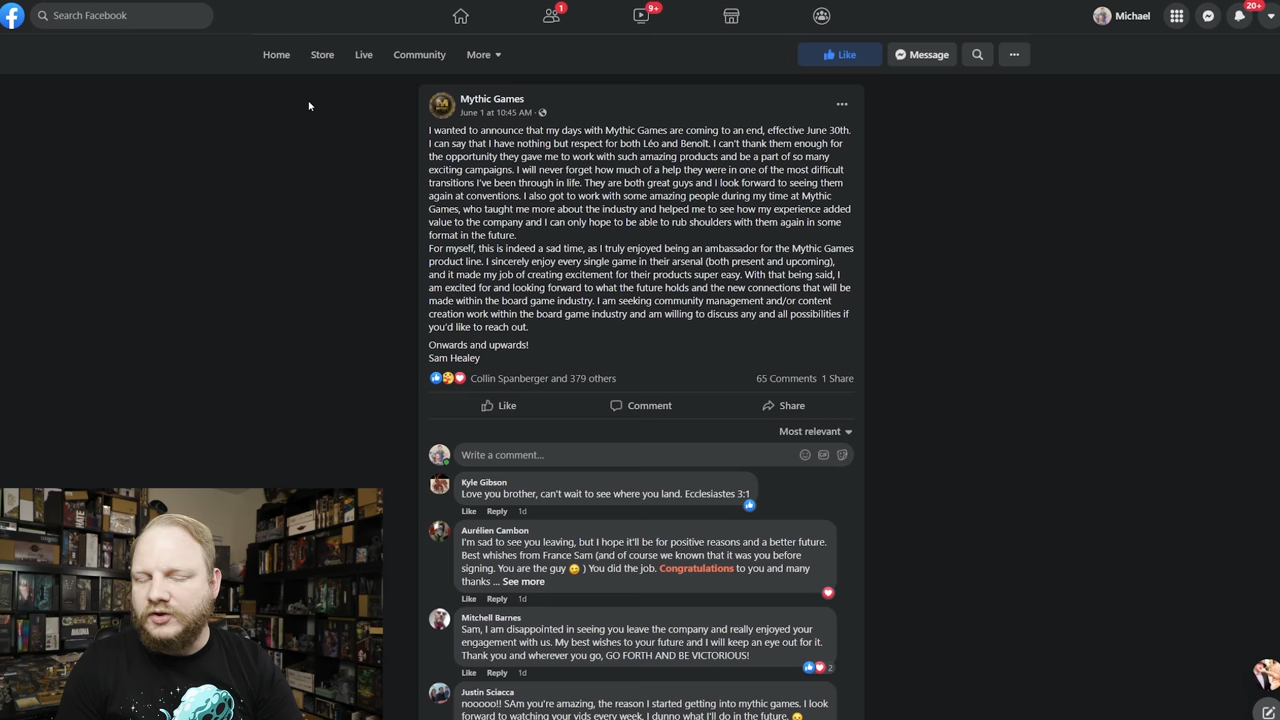 Search Facebook
1
9+
Michael
20+
Home
Store
Live
Community
More
Like
Message
Mythic Games
June 1 at 10:45 AM ·
I wanted to announce that my days with Mythic Games are coming to an end, effective June 30th.
I can say that I have nothing but respect for both Léo and Benoît. I can't thank them enough for
the opportunity they gave me to work with such amazing products and be a part of so many
exciting campaigns. I will never forget how much of a help they were in one of the most difficult
transitions I've been through in life. They are both great guys and I look forward to seeing them
again at conventions. I also got to work with some amazing people during my time at Mythic
Games, who taught me more about the industry and helped me to see how my experience added
value to the company and I can only hope to be able to rub shoulders with them again in some
format in the future.
For myself, this is indeed a sad time, as I truly enjoyed being an ambassador for the Mythic Games
product line. I sincerely enjoy every single game in their arsenal (both present and upcoming),
and it made my job of creating excitement for their products super easy. With that being said, I
am excited for and looking forward to what the future holds and the new connections that will be
made within the board game industry. I am seeking community management and/or content
creation work within the board game industry and am willing to discuss any and all possibilities if
you'd like to reach out.
Onwards and upwards!
Sam Healey
Collin Spanberger and 379 others
65 Comments 1 Share
Like
Comment
Share
Most relevant
Write a comment...
Kyle Gibson
Love you brother, can't wait to see where you land. Ecclesiastes 3:1
Like Reply 1d
Aurélien Cambon
I'm sad to see you leaving, but I hope it'll be for positive reasons and a better future.
Best whishes from France Sam (and of course we known that it was you before
signing. You are the guy 😉 ) You did the job. Congratulations to you and many
thanks ... See more
Like Reply 1d
Mitchell Barnes
Sam, I am disappointed in seeing you leave the company and really enjoyed your
engagement with us. My best wishes to your future and I will keep an eye out for it.
Thank you and wherever you go, GO FORTH AND BE VICTORIOUS!
2
Like Reply 1d
Justin Sciacca
nooooo!! SAm you're amazing, the reason I started getting into mythic games. I look
forward to watching your vids every week. I dunno what I'll do in the future.